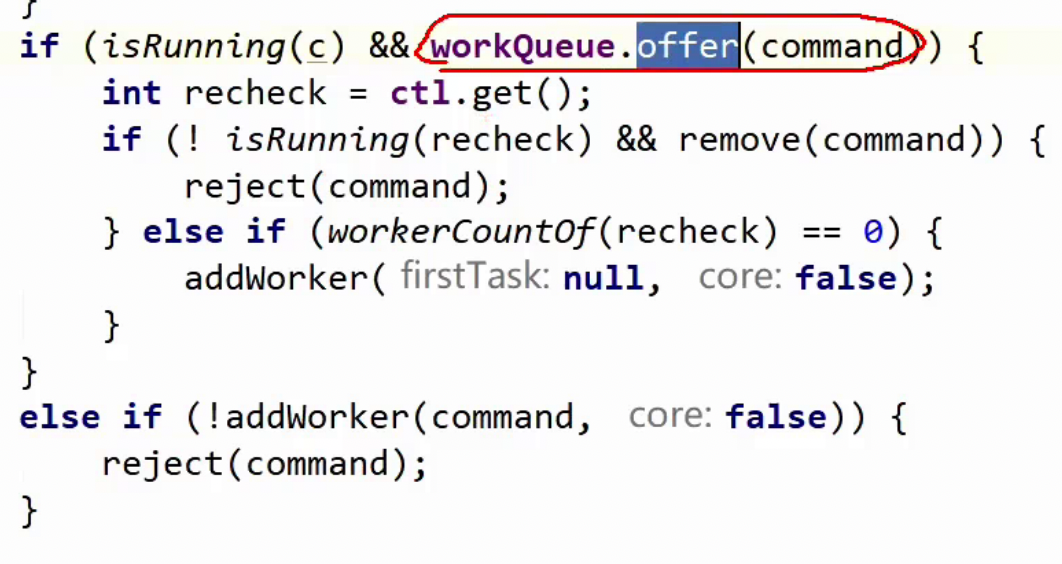 }
if (isRunning(c) && workQueue.offer(command)) {
int recheck = ctl.get();
if (! isRunning(recheck) && remove(command)) {
reject(command);
} else if (workerCountOf(recheck) == 0) {
addWorker( firstTask: null, core: false);
}
}
else if (!addWorker(command, core: false)) {
reject(command);
}